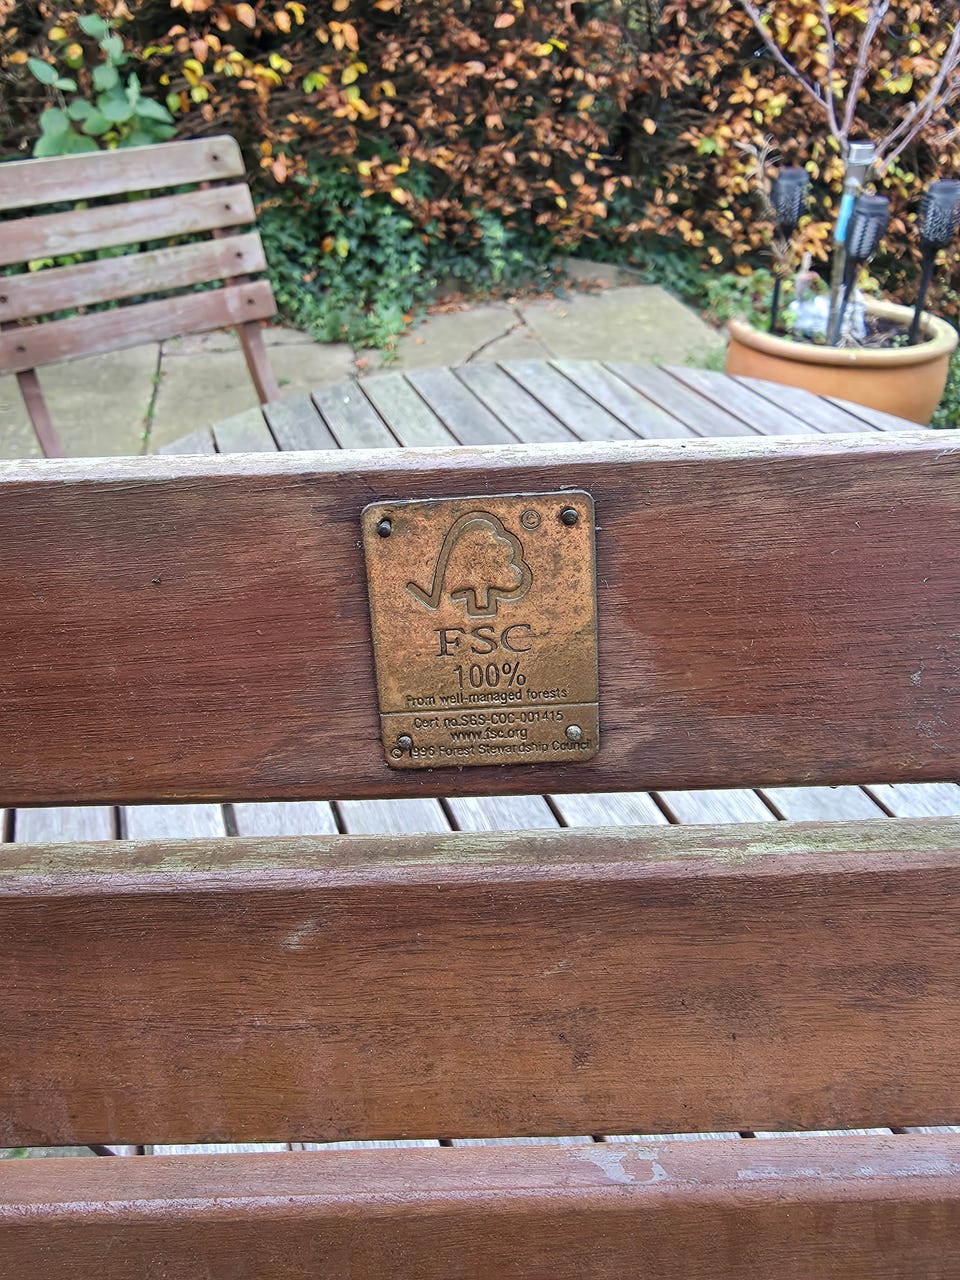 ©
FSC
100%
From well-managed forests
Cert no.SGS-COC-001415
www.fsc.org
© 1996 Forest Stewardship Council